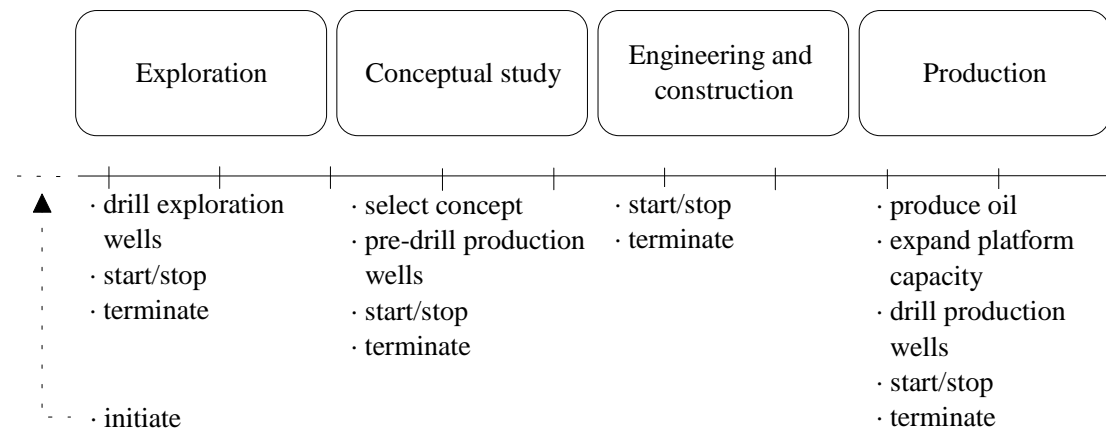 Exploration
Conceptual study
Engineering and
construction
Production
· drill exploration
wells
· start/stop
· terminate
· initiate
· select concept
· pre-drill production
wells
· start/stop
· terminate
· start/stop
· terminate
· produce oil
· expand platform
capacity
· drill production
wells
· start/stop
· terminate